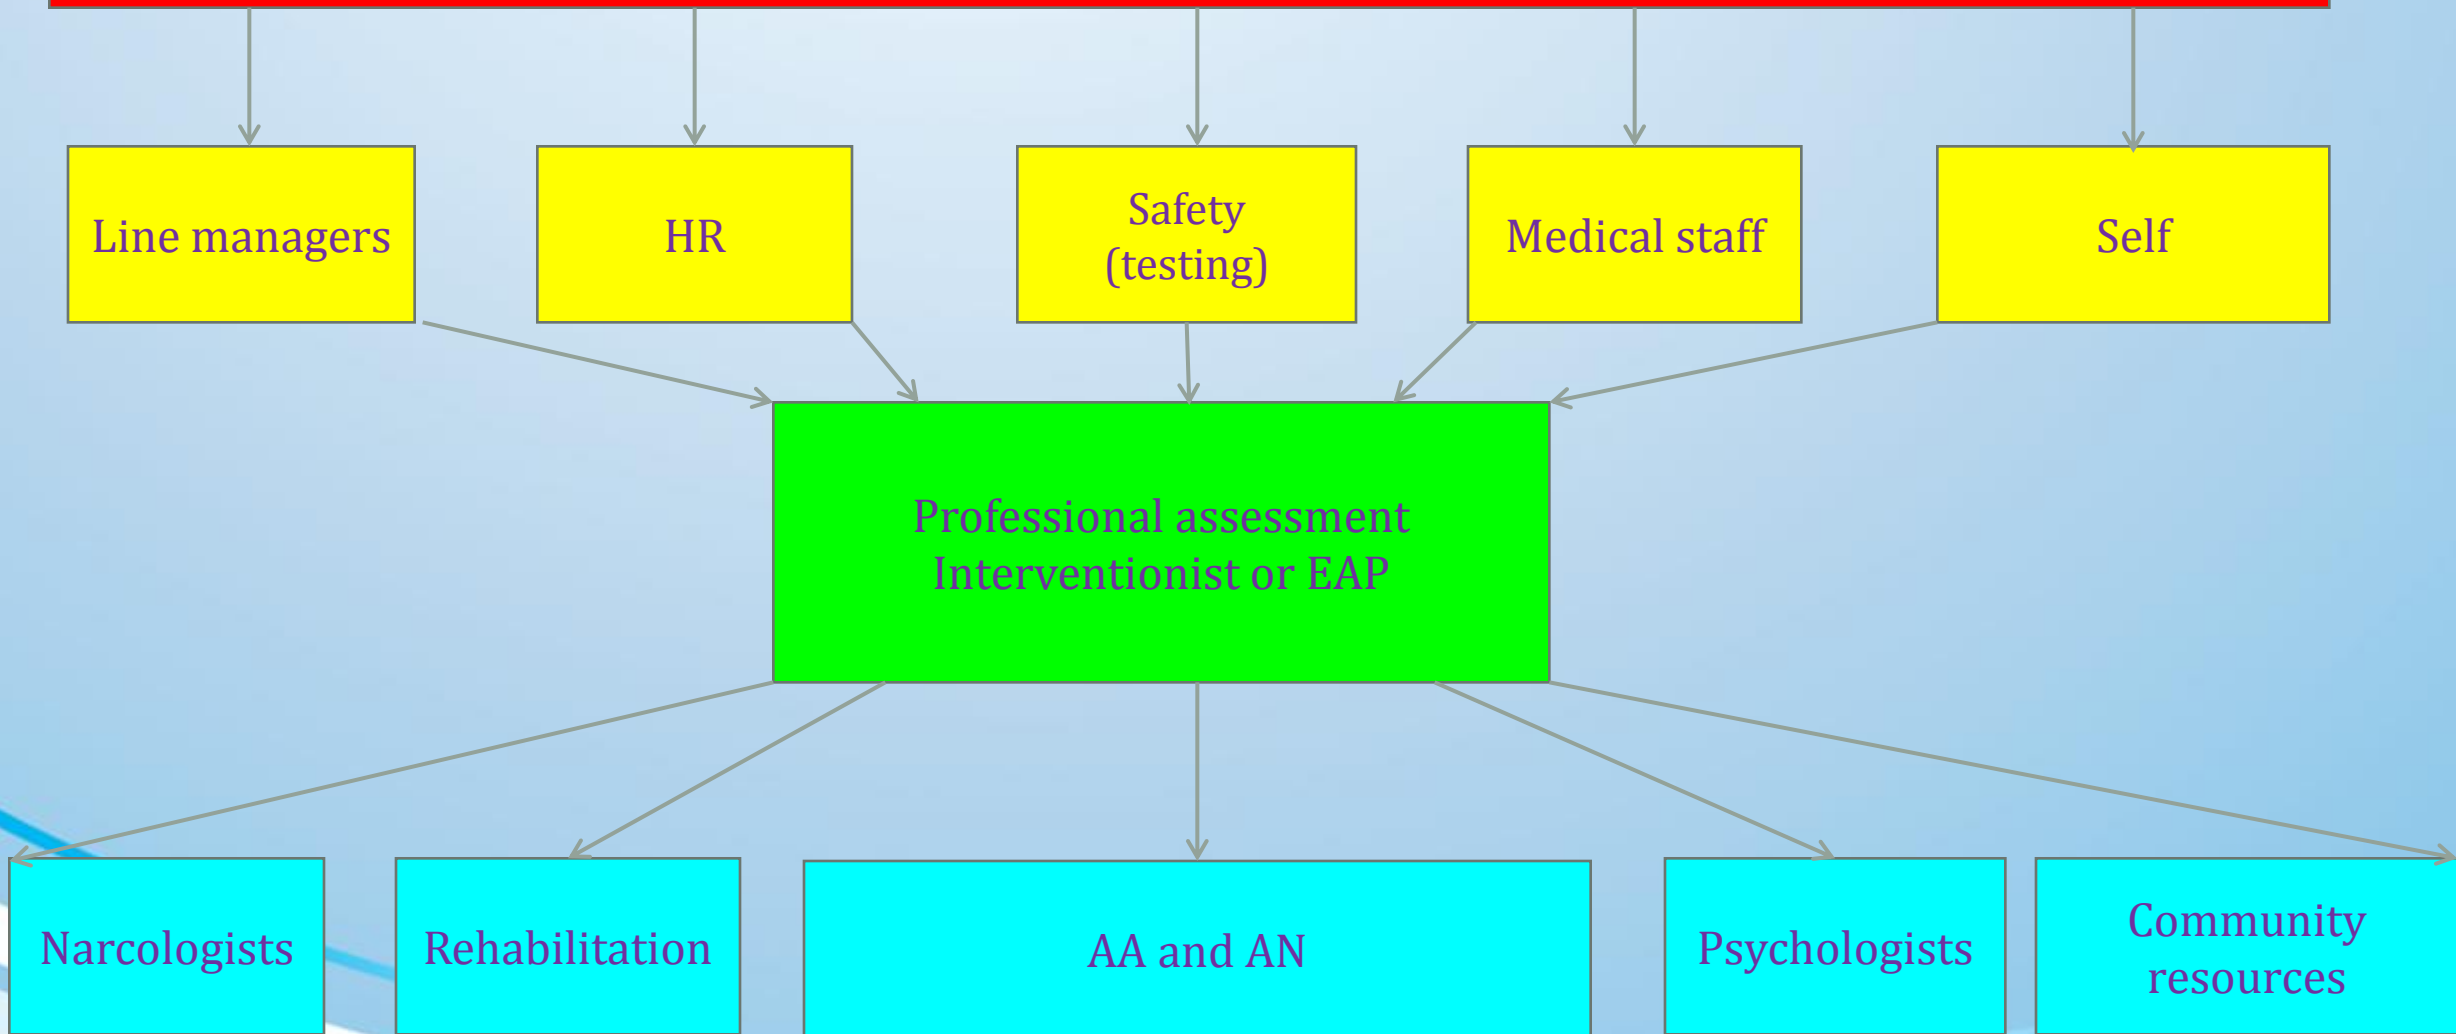 Line managers
HR
Safety
(testing)
Medical staff
Self
Professional assessment
Interventionist or EAP
Narcologists
Rehabilitation
AA and AN
Psychologists
Community
resources